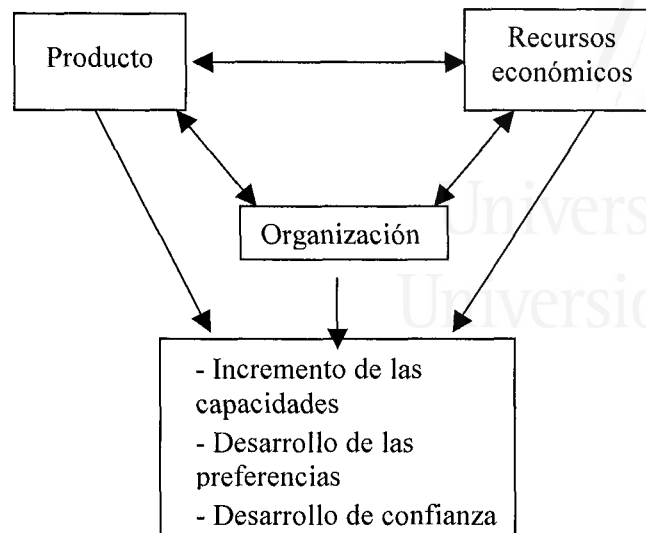 Producto
Recursos
económicos
Organización
- Incremento de las
capacidades
- Desarrollo de las
preferencias
- Desarrollo de confianza